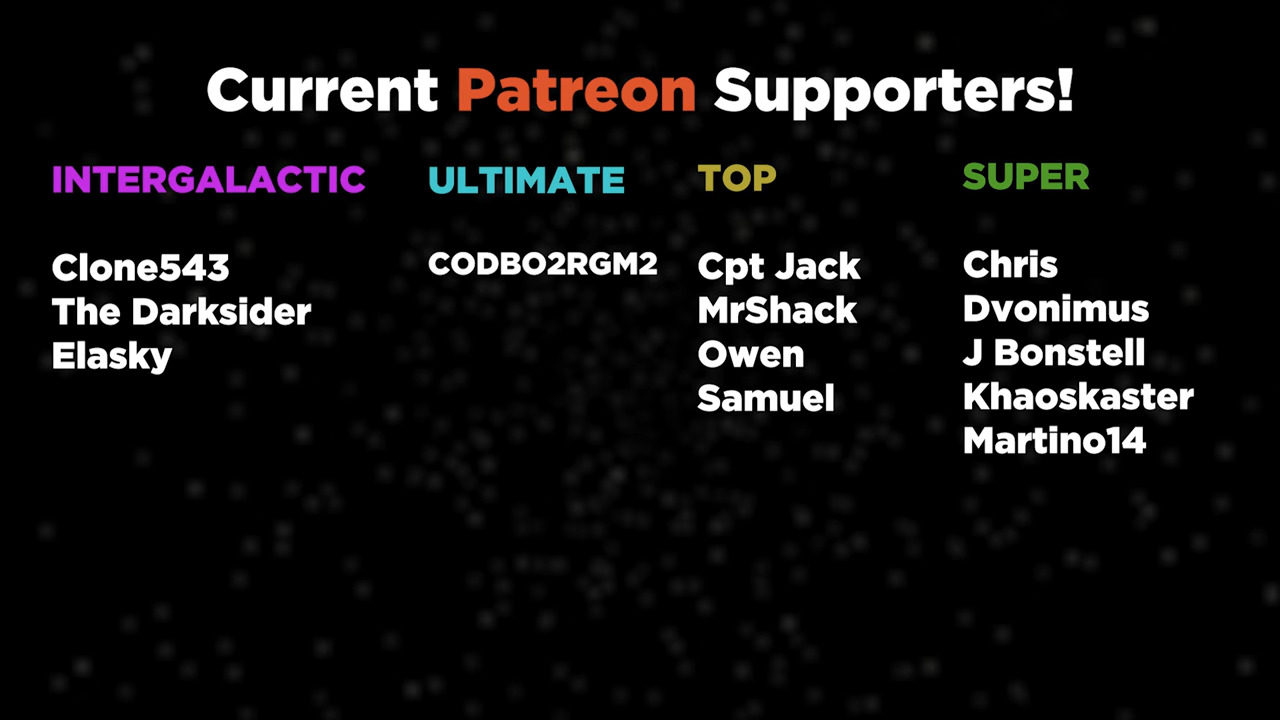 Current Patreon Supporters!
INTERGALACTIC
Clone543
The Darksider
Elasky
ULTIMATE
CODBO2RGM2
TOP
Cpt Jack
MrShack
Owen
Samuel
SUPER
Chris
Dvonimus
J Bonstell
Khaoskaster
Martino14